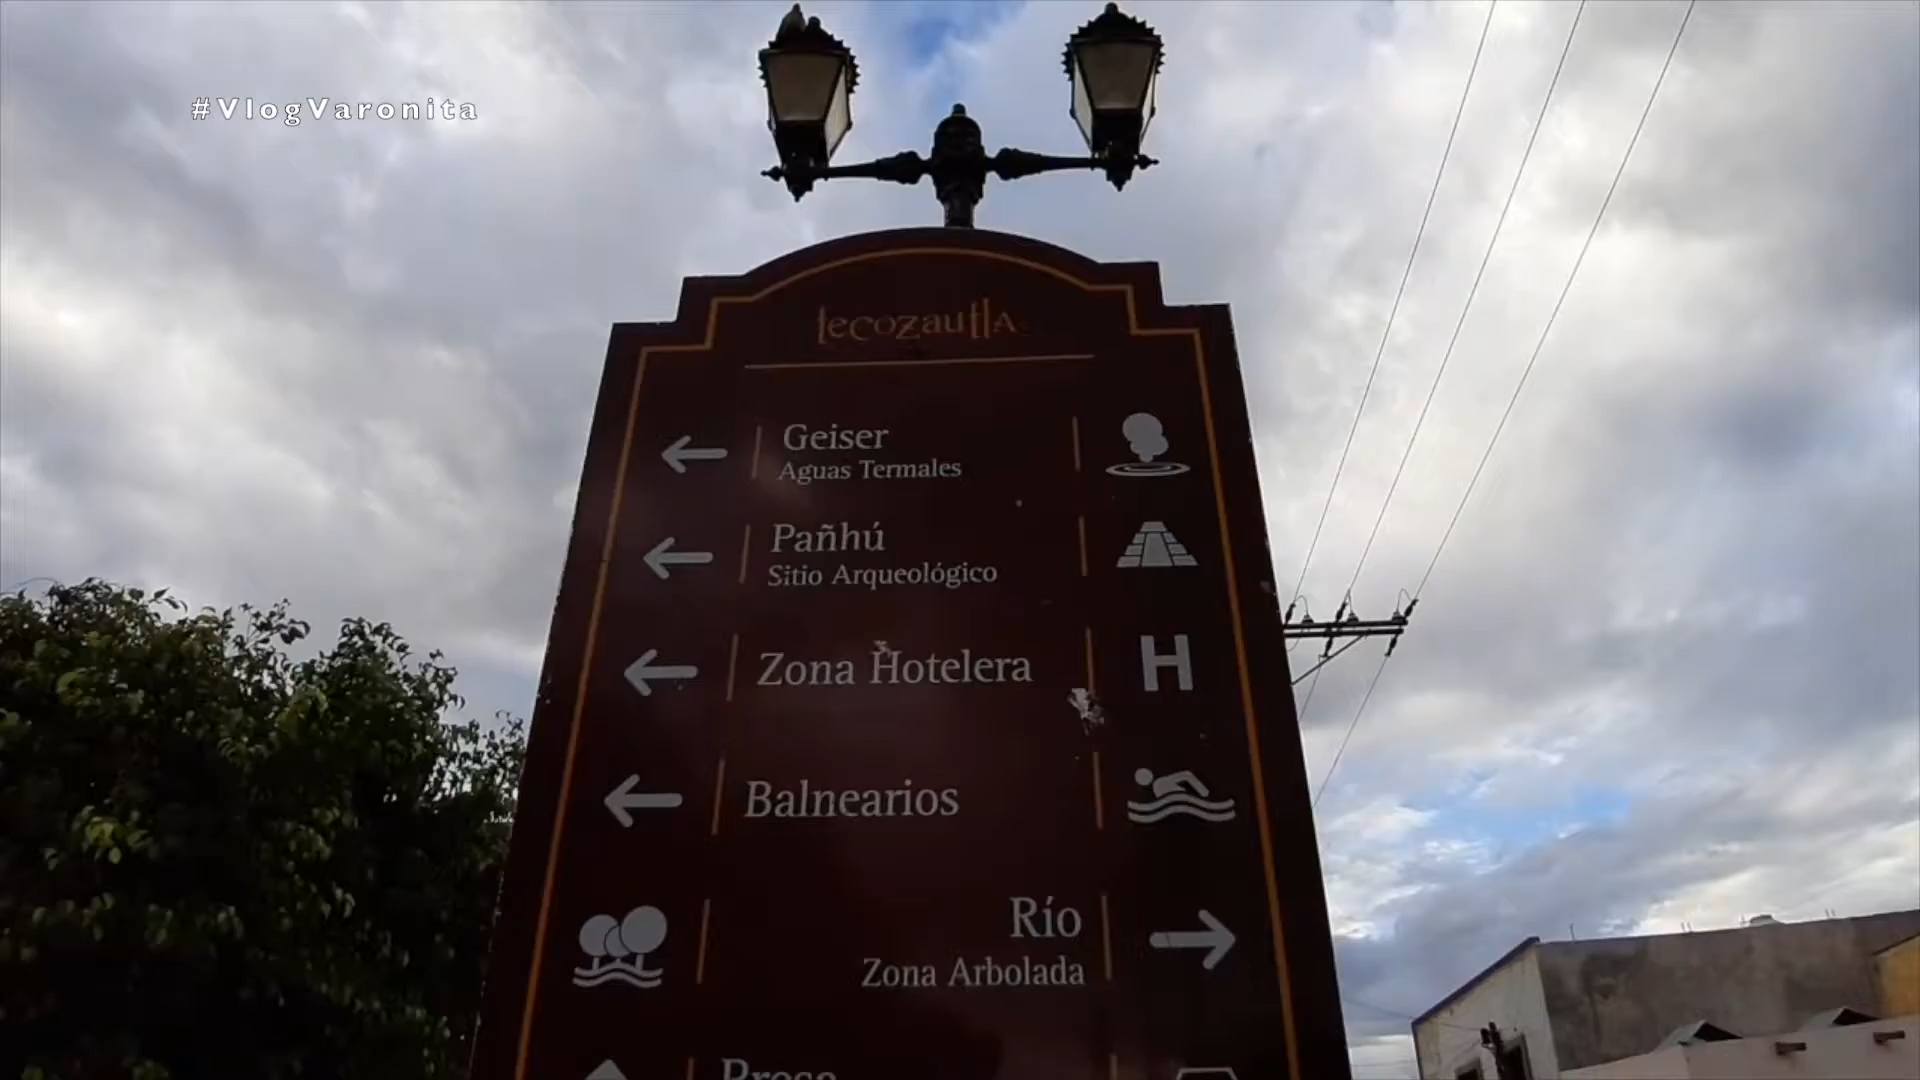 #VlogVaronita
tecozautla
Geiser
Aguas Termales
Pañhú
Sitio Arqueológico
Zona Hotelera
H
Balnearios
Río
Zona Arbolada
Presa